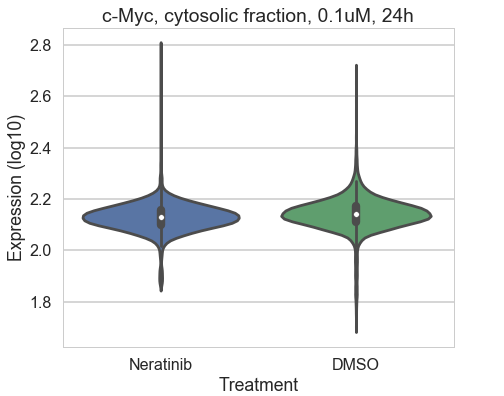 c-Myc, cytosolic fraction, 0.1uM, 24h
Expression (log10)
2.8
2.6
2.4
2.2
2.0
1.8
Neratinib DMSO
Treatment